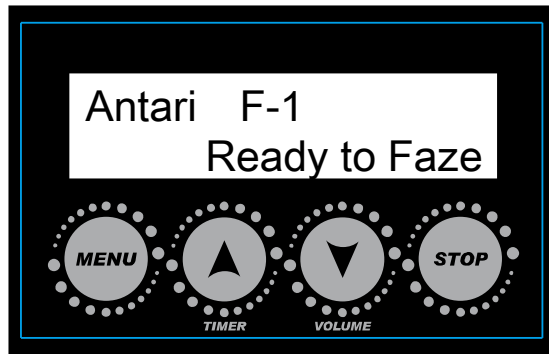 Antari F-1
Ready to Faze
MENU
STOP
TIMER
VOLUME